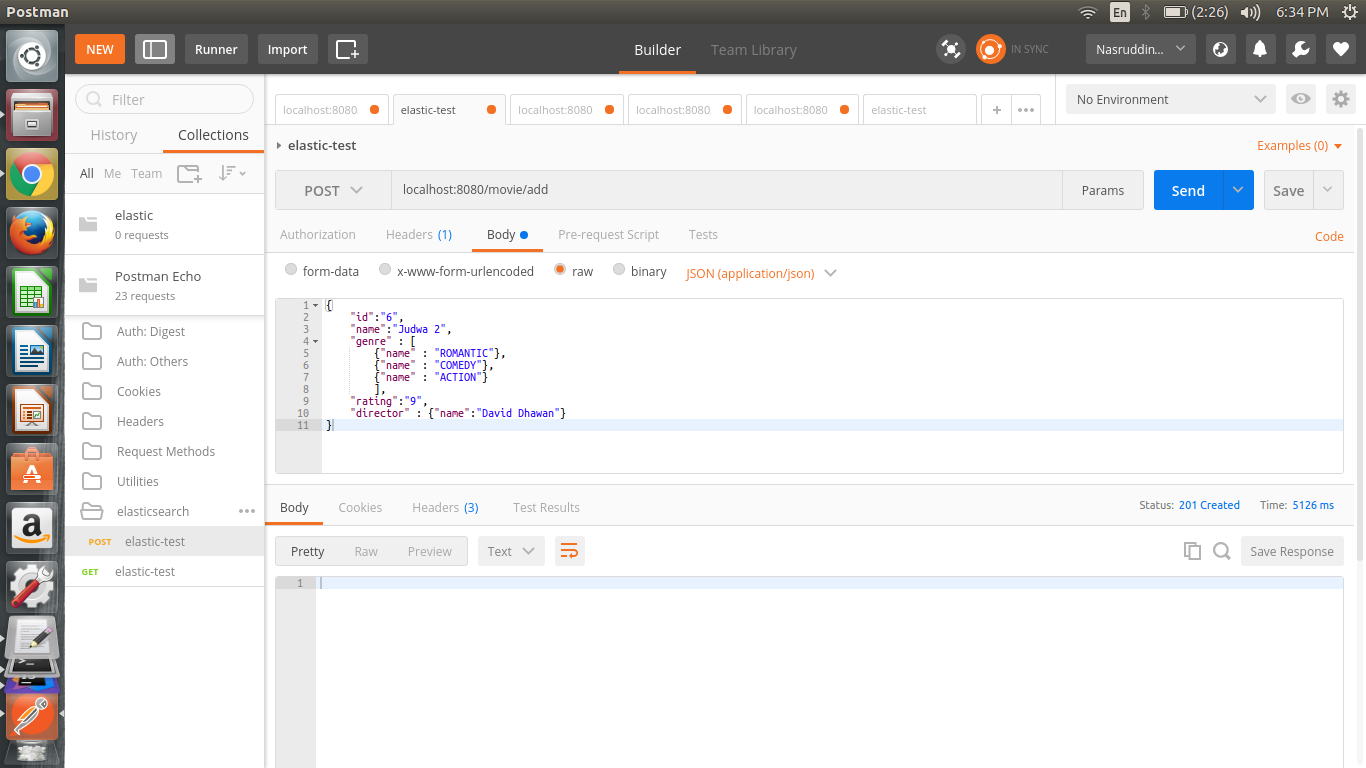 Postman
En
(2:26)
6:34 PM
NEW
Runner
Import
Builder
Team Library
IN SYNC
Nasruddin...
Filter
History
Collections
All
Me
Team
elastic
0 requests
Postman Echo
23 requests
Auth: Digest
Auth: Others
Cookies
Headers
Request Methods
Utilities
elasticsearch
•••
POST elastic-test
GET elastic-test
localhost:8080
elastic-test
localhost:8080
localhost:8080
localhost:8080
elastic-test
+
•••
No Environment
elastic-test
Examples (0)
POST
localhost:8080/movie/add
Params
Send
Save
Authorization
Headers (1)
Body
Pre-request Script
Tests
Code
form-data
x-www-form-urlencoded
raw
binary
JSON (application/json)
1 {
2 "id":"6",
3 "name":"Judwa 2",
4 "genre" : [
5 {"name" : "ROMANTIC"},
6 {"name" : "COMEDY"},
7 {"name" : "ACTION"}
8 ],
9 "rating":"9",
10 "director" : {"name":"David Dhawan"}
11 }
Body
Cookies
Headers (3)
Test Results
Status: 201 Created
Time: 5126 ms
Pretty
Raw
Preview
Text
Save Response
1